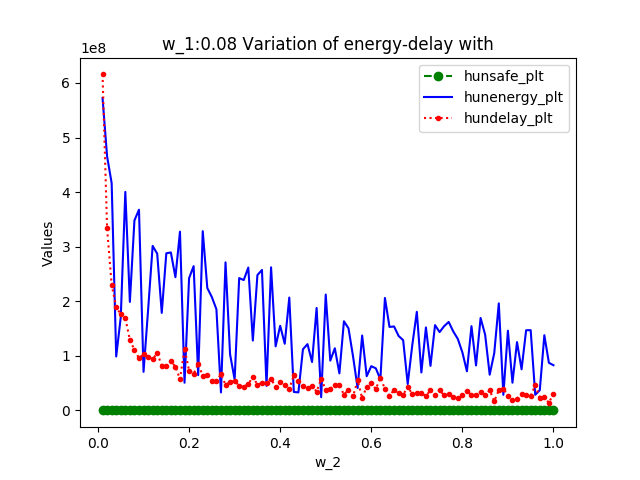 w_1:0.08 Variation of energy-delay with
1e8
hunsafe_plt
hunenergy_plt
hundelay_plt
6
5
4
3
2
1
0
Values
0.0 0.2 0.4 0.6 0.8 1.0
w_2